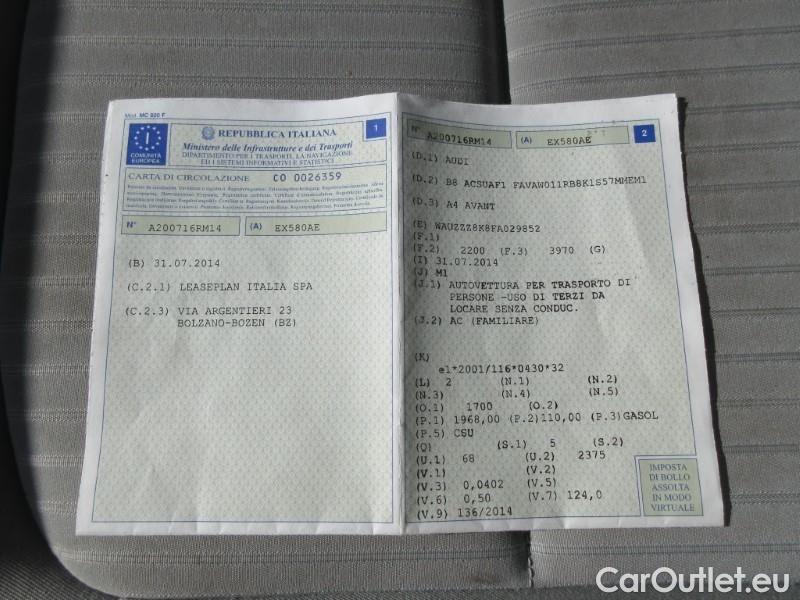 Mod. MC 820 F
I
COMUNITÀ
EUROPEA
REPUBBLICA ITALIANA
Ministero delle Infrastrutture e dei Trasporti
DIPARTIMENTO PER I TRASPORTI, LA NAVIGAZIONE
ED I SISTEMI INFORMATIVI E STATISTICI
1
CARTA DI CIRCOLAZIONE CO 0026359
N° A200716RM14 (A) EX580AE
(B) 31.07.2014
(C.2.1) LEASEPLAN ITALIA SPA
(C.2.3) VIA ARGENTIERI 23
BOLZANO-BOZEN (BZ)
N° A200716RM14 (A) EX580AE 2
(D.1) AUDI
(D.2) B8 ACSUAF1 FAVAW011RB8K1S57MMEM1
(D.3) A4 AVANT
(E) WAUZZZ8K8FA029852
(F.1)
(F.2) 2200 (F.3) 3970 (G)
(I) 31.07.2014
(J) M1
(J.1) AUTOVETTURA PER TRASPORTO DI
PERSONE -USO DI TERZI DA
LOCARE SENZA CONDUC.
(J.2) AC (FAMILIARE)
(K)
e1*2001/116*0430*32
(L) 2 (N.1) (N.2)
(N.3) (N.4) (N.5)
(O.1) 1700 (O.2)
(P.1) 1968,00 (P.2)110,00 (P.3)GASOL
(P.5) CSU
(Q) (S.1) 5 (S.2)
(U.1) 68 (U.2) 2375
(V.1) (V.2)
(V.3) 0,0402 (V.5)
(V.6) 0,50 (V.7) 124,0
(V.9) 136/2014
IMPOSTA
DI BOLLO
ASSOLTA
IN MODO
VIRTUALE
CarOutlet.eu